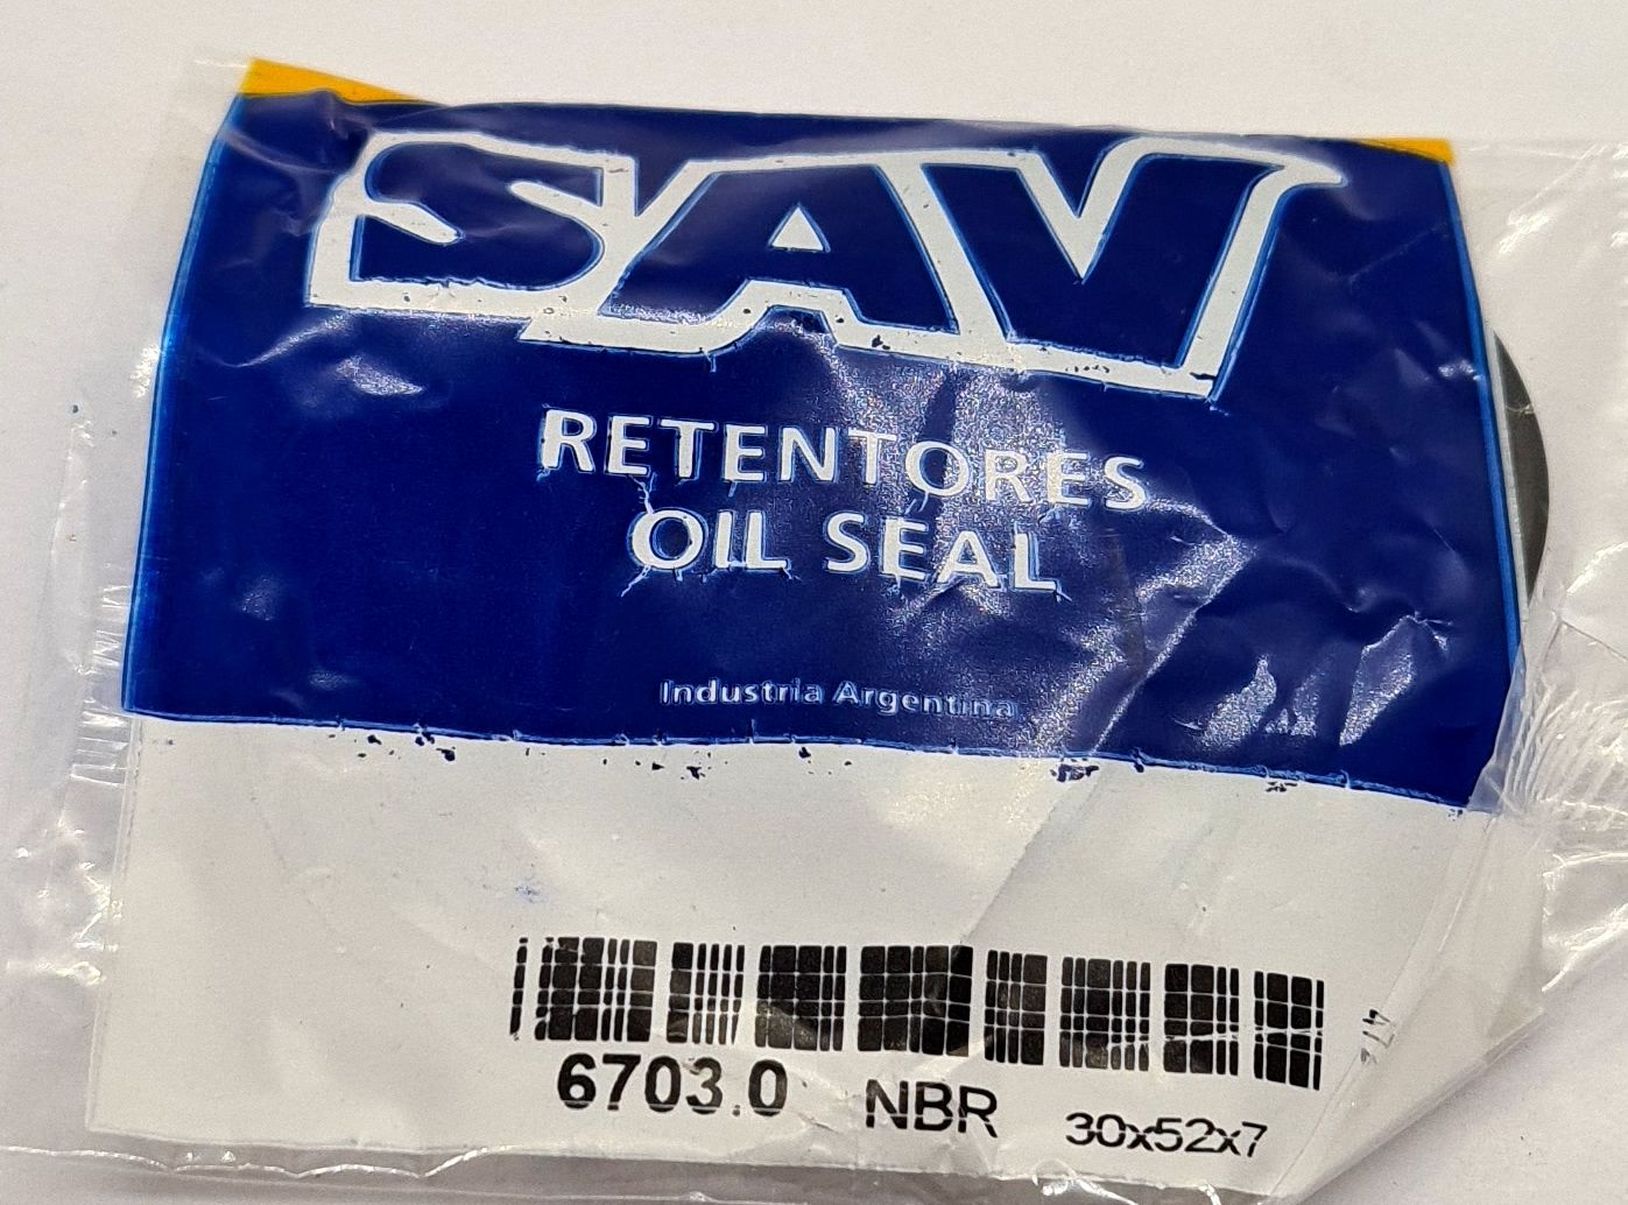 SAV
RETENTORES
OIL SEAL
Industria Argentina
6703.0 NBR 30x52x7